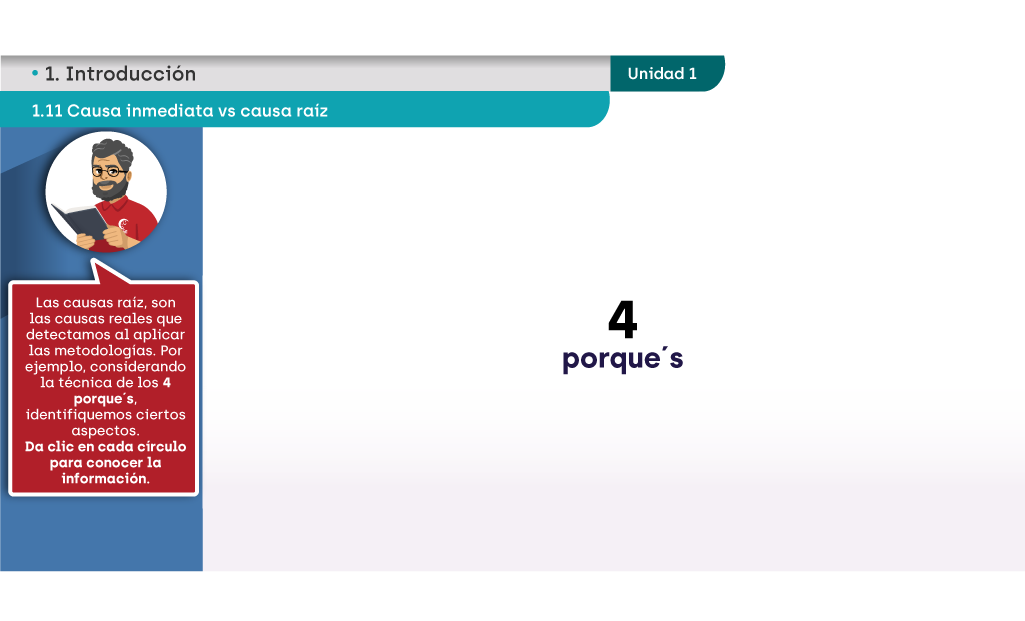 • 1. Introducción
Unidad 1
1.11 Causa inmediata vs causa raíz
Las causas raíz, son
las causas reales que
detectamos al aplicar
las metodologías. Por
ejemplo, considerando
la técnica de los 4
porque´s,
identifiquemos ciertos
aspectos.
Da clic en cada círculo
para conocer la
información.
4
porque´s